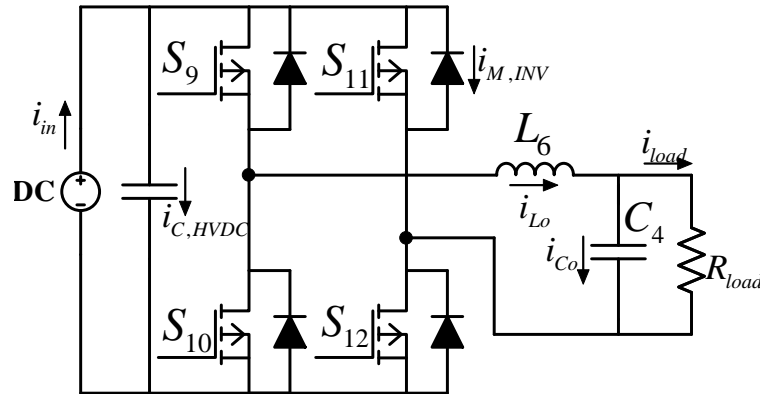 S9
S11
iM,INV
iin
L6
iload
DC
+
-
iC,HVDC
iLo
C4
iCo
Rload
S10
S12